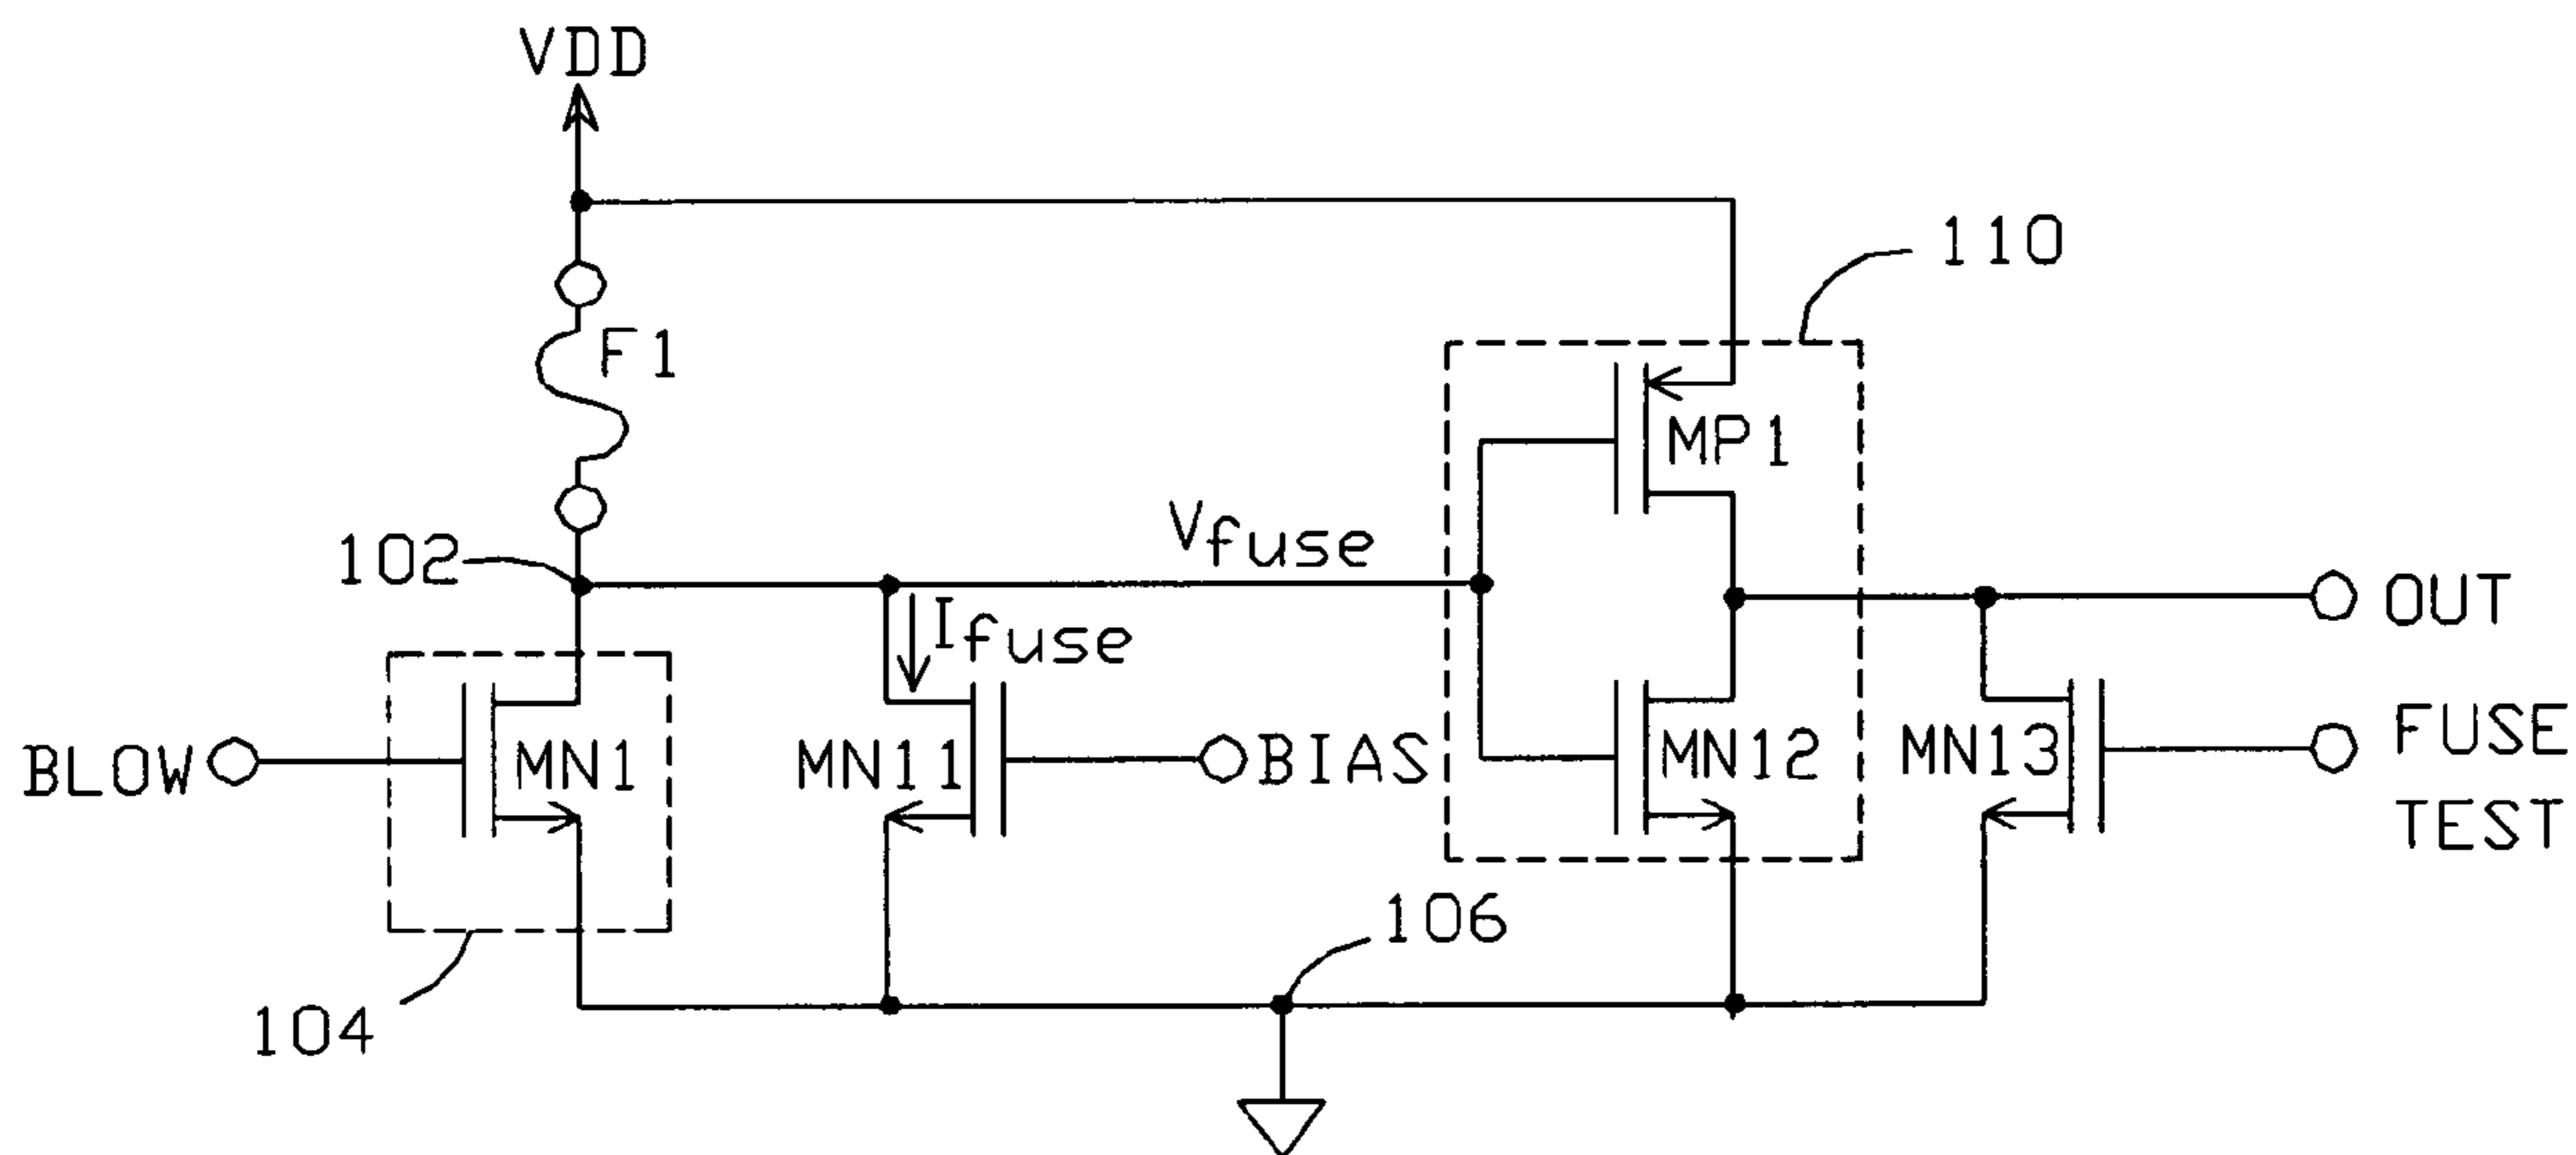 VDD
110
F1
MP1
Vfuse
102
Ifuse
OUT
BLOW
MN1
MN11
BIAS
MN12
MN13
FUSE
TEST
106
104